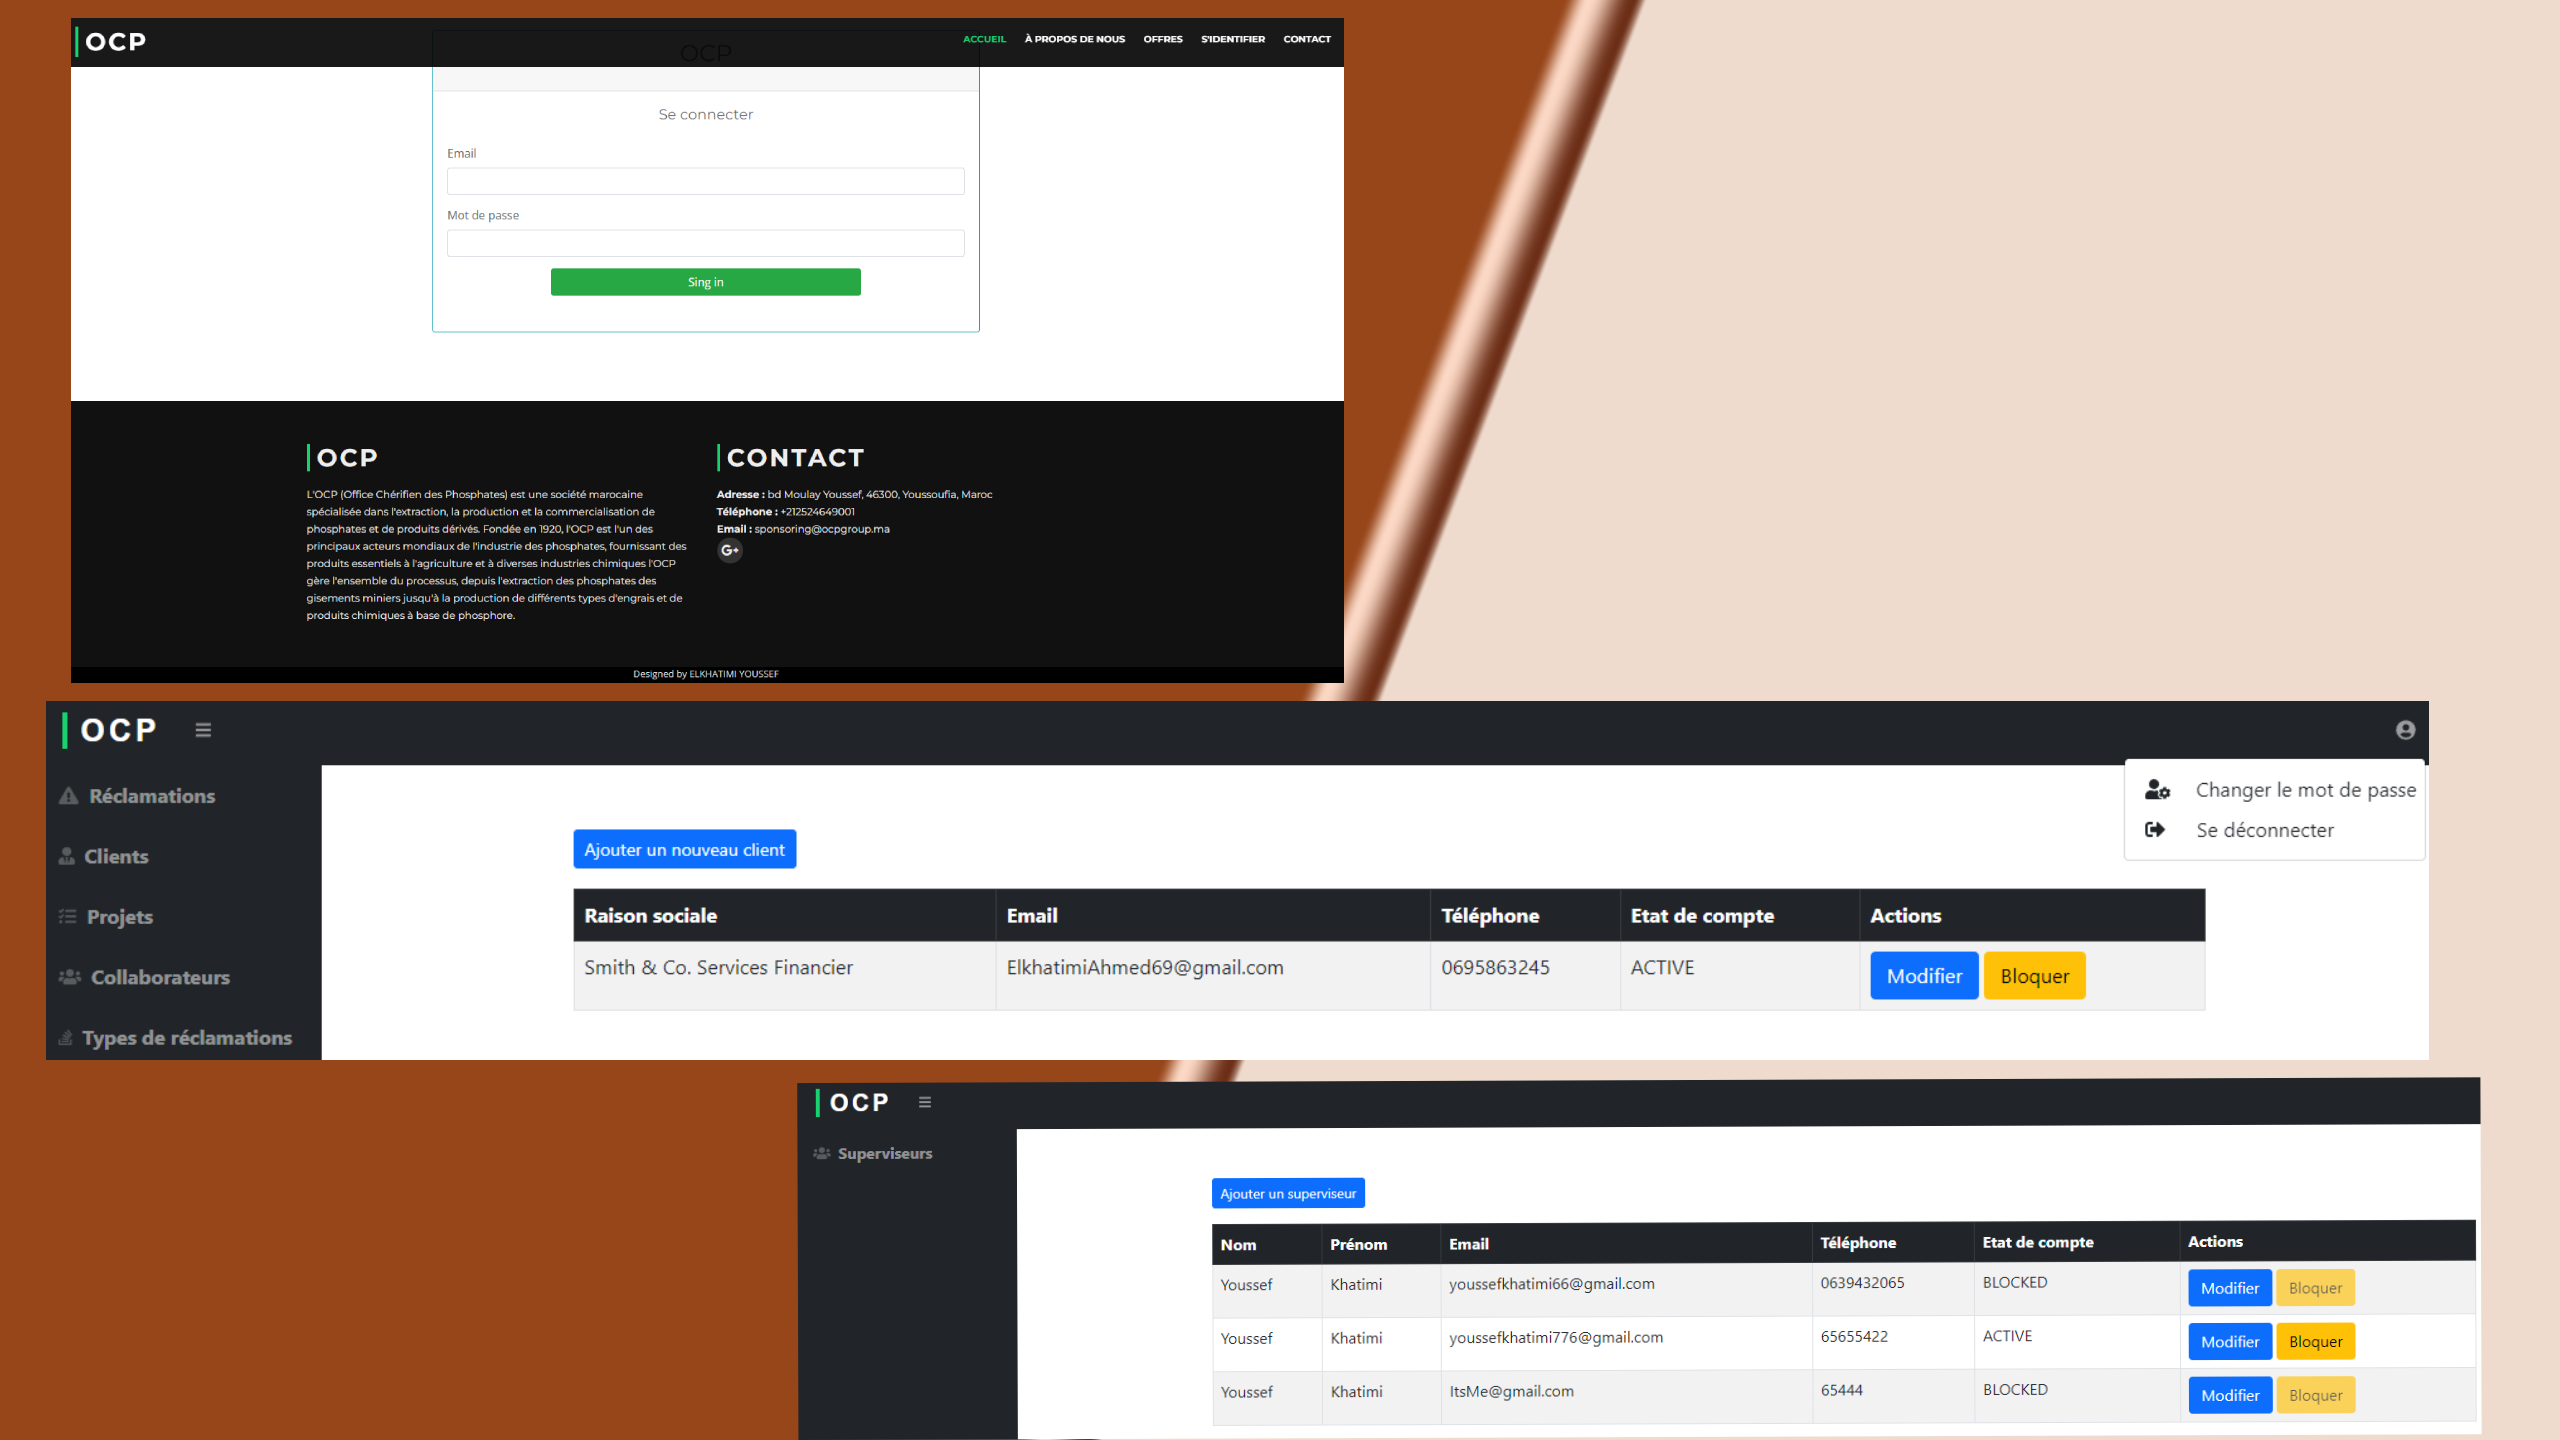 OCP
ACCUEIL À PROPOS DE NOUS OFFRES S'IDENTIFIER CONTACT
OCP
Se connecter
Email
Mot de passe
Sing in
OCP
L'OCP (Office Chérifien des Phosphates) est une société marocaine
spécialisée dans l'extraction, la production et la commercialisation de
phosphates et de produits dérivés. Fondée en 1920, l'OCP est l'un des
principaux acteurs mondiaux de l'industrie des phosphates, fournissant des
produits essentiels à l'agriculture et à diverses industries chimiques l'OCP
gère l'ensemble du processus, depuis l'extraction des phosphates des
gisements miniers jusqu'à la production de différents types d'engrais et de
produits chimiques à base de phosphore.
CONTACT
Adresse : bd Moulay Youssef, 46300, Youssoufia, Maroc
Téléphone : +212524649001
Email : sponsoring@ocpgroup.ma
G+
Designed by ELKHATIMI YOUSSEF
OCP
Réclamations
Clients
Projets
Collaborateurs
Types de réclamations
Changer le mot de passe
Se déconnecter
Ajouter un nouveau client
Raison sociale Email Téléphone Etat de compte Actions
Smith & Co. Services Financier ElkhatimiAhmed69@gmail.com 0695863245 ACTIVE Modifier Bloquer
OCP
Superviseurs
Ajouter un superviseur
Nom Prénom Email Téléphone Etat de compte Actions
Youssef Khatimi youssefkhatimi66@gmail.com 0639432065 BLOCKED Modifier Bloquer
Youssef Khatimi youssefkhatimi776@gmail.com 65655422 ACTIVE Modifier Bloquer
Youssef Khatimi ItsMe@gmail.com 65444 BLOCKED Modifier Bloquer